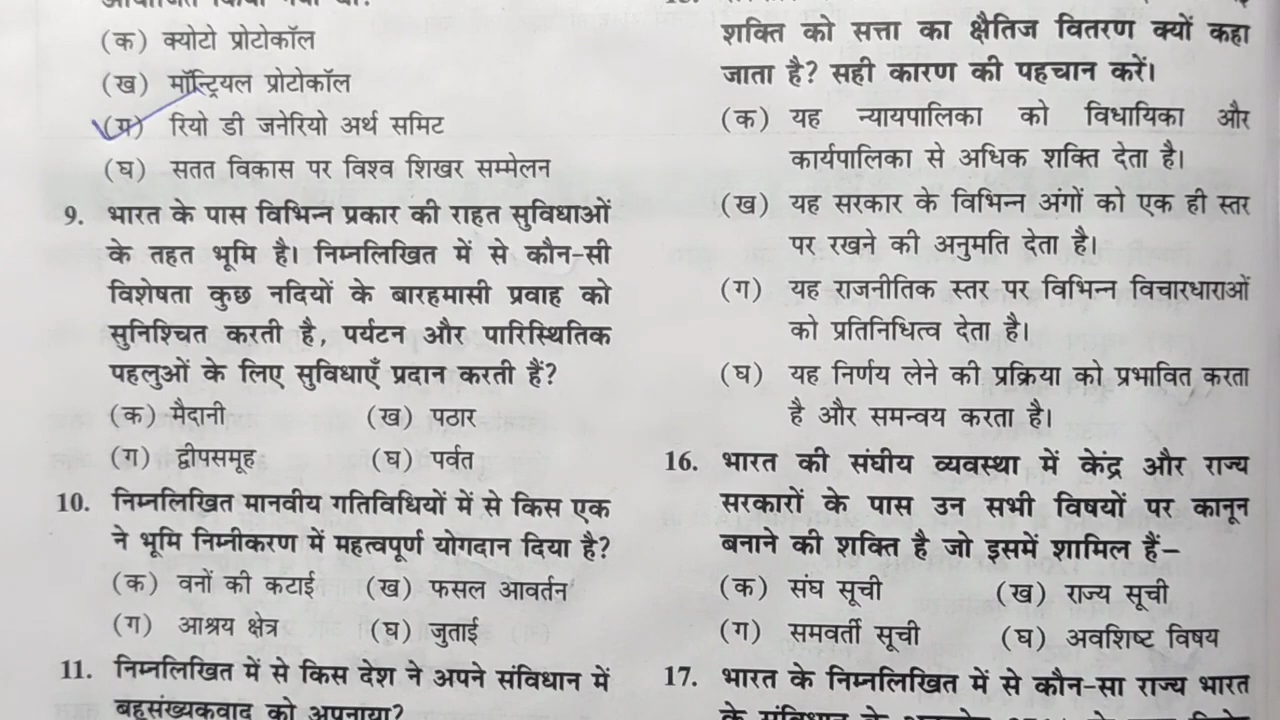 (क) क्योटो प्रोटोकॉल
(ख) मॉन्ट्रियल प्रोटोकॉल
(ग) रियो डी जनेरियो अर्थ समिट
(घ) सतत विकास पर विश्व शिखर सम्मेलन
9. भारत के पास विभिन्न प्रकार की राहत सुविधाओं
के तहत भूमि है। निम्नलिखित में से कौन-सी
विशेषता कुछ नदियों के बारहमासी प्रवाह को
सुनिश्चित करती है, पर्यटन और पारिस्थितिक
पहलुओं के लिए सुविधाएँ प्रदान करती हैं?
(क) मैदानी (ख) पठार
(ग) द्वीपसमूह (घ) पर्वत
10. निम्नलिखित मानवीय गतिविधियों में से किस एक
ने भूमि निम्नीकरण में महत्वपूर्ण योगदान दिया है?
(क) वनों की कटाई (ख) फसल आवर्तन
(ग) आश्रय क्षेत्र (घ) जुताई
11. निम्नलिखित में से किस देश ने अपने संविधान में
बहुसंख्यकवाद को अपनाया?
शक्ति को सत्ता का क्षैतिज वितरण क्यों कहा
जाता है? सही कारण की पहचान करें।
(क) यह न्यायपालिका को विधायिका और
कार्यपालिका से अधिक शक्ति देता है।
(ख) यह सरकार के विभिन्न अंगों को एक ही स्तर
पर रखने की अनुमति देता है।
(ग) यह राजनीतिक स्तर पर विभिन्न विचारधाराओं
को प्रतिनिधित्व देता है।
(घ) यह निर्णय लेने की प्रक्रिया को प्रभावित करता
है और समन्वय करता है।
16. भारत की संघीय व्यवस्था में केंद्र और राज्य
सरकारों के पास उन सभी विषयों पर कानून
बनाने की शक्ति है जो इसमें शामिल हैं–
(क) संघ सूची (ख) राज्य सूची
(ग) समवर्ती सूची (घ) अवशिष्ट विषय
17. भारत के निम्नलिखित में से कौन-सा राज्य भारत